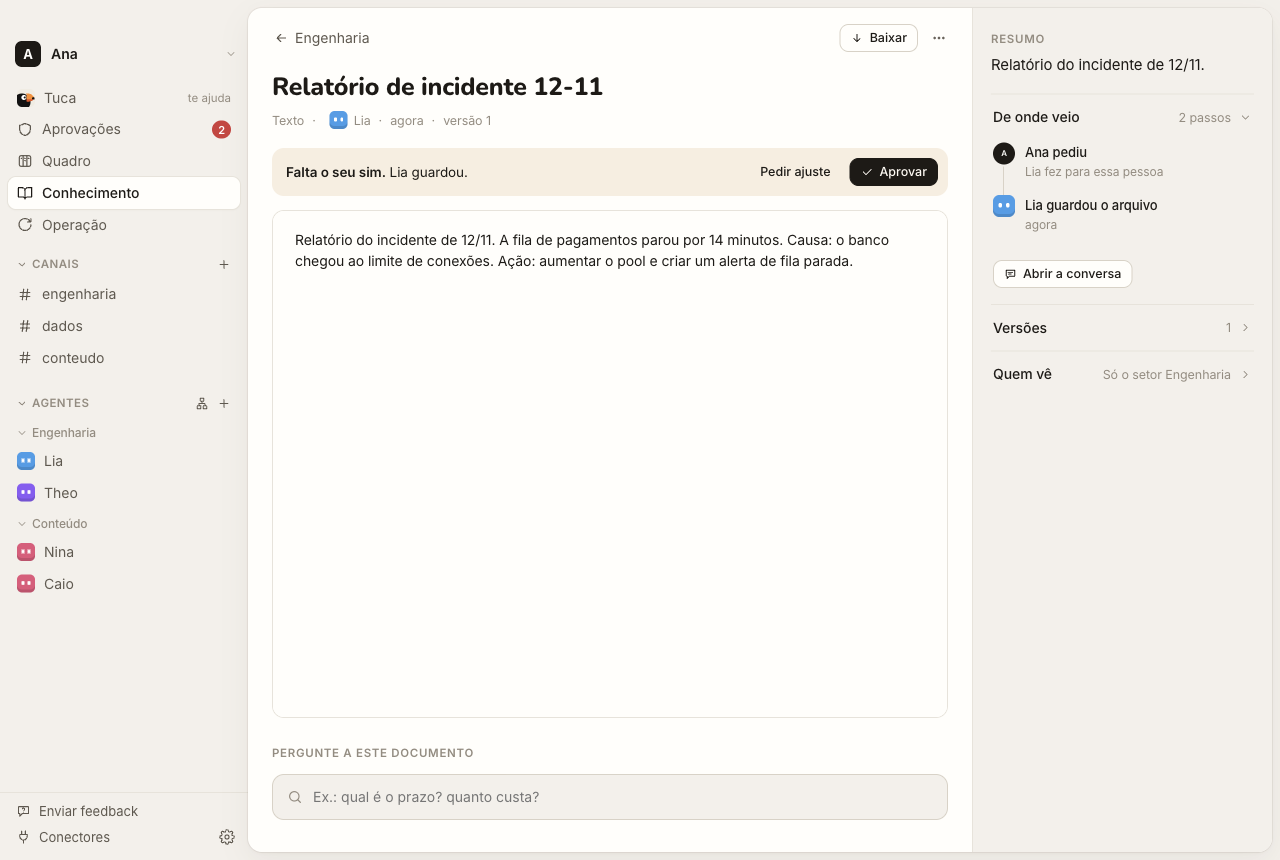 A Ana
Tuca te ajuda
Aprovações 2
Quadro
Conhecimento
Operação
CANAIS
# engenharia
# dados
# conteudo
AGENTES
Engenharia
Lia
Theo
Conteúdo
Nina
Caio
Enviar feedback
Conectores
← Engenharia
Baixar
Relatório de incidente 12-11
Texto · Lia · agora · versão 1
Falta o seu sim. Lia guardou.
Pedir ajuste
Aprovar
Relatório do incidente de 12/11. A fila de pagamentos parou por 14 minutos. Causa: o banco
chegou ao limite de conexões. Ação: aumentar o pool e criar um alerta de fila parada.
PERGUNTE A ESTE DOCUMENTO
Ex.: qual é o prazo? quanto custa?
RESUMO
Relatório do incidente de 12/11.
De onde veio 2 passos
A Ana pediu
Lia fez para essa pessoa
Lia guardou o arquivo
agora
Abrir a conversa
Versões 1
Quem vê Só o setor Engenharia